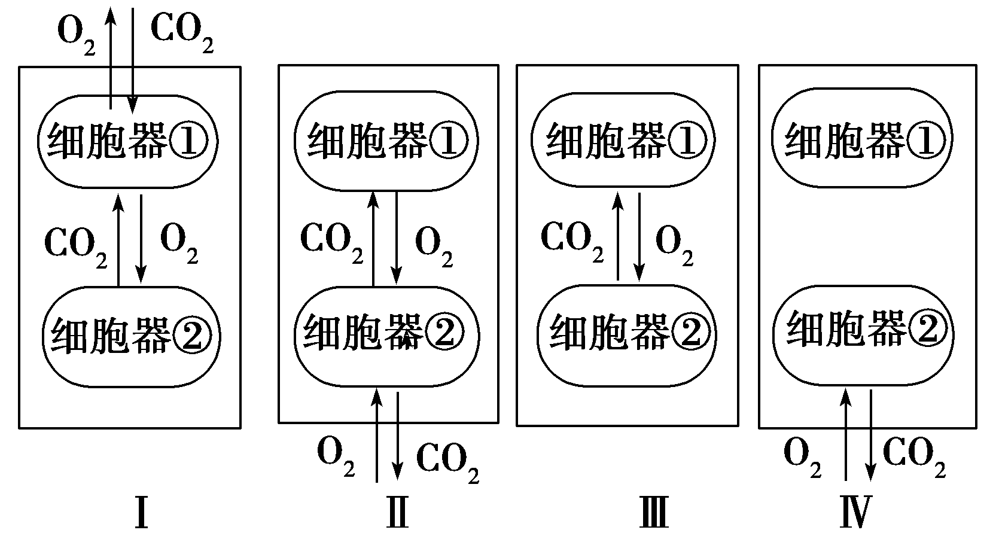 O₂ CO₂
细胞器① 细胞器① 细胞器① 细胞器①
CO₂ O₂ CO₂ O₂ CO₂ O₂
细胞器② 细胞器② 细胞器② 细胞器②
O₂ CO₂ O₂ CO₂
Ⅰ Ⅱ Ⅲ Ⅳ